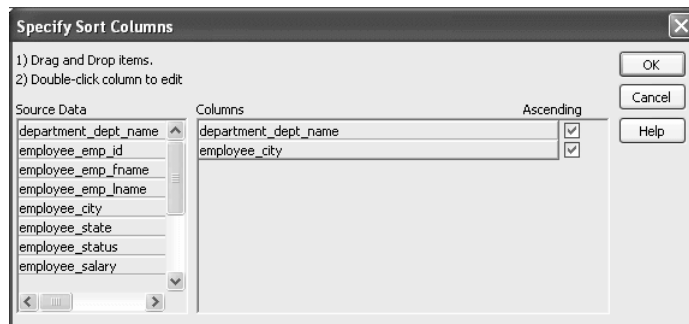 Specify Sort Columns
1) Drag and Drop items.
2) Double-click column to edit
OK
Cancel
Help
Source Data
Columns
Ascending
department_dept_name
employee_emp_id
employee_emp_fname
employee_emp_lname
employee_city
employee_state
employee_status
employee_salary
department_dept_name
employee_city